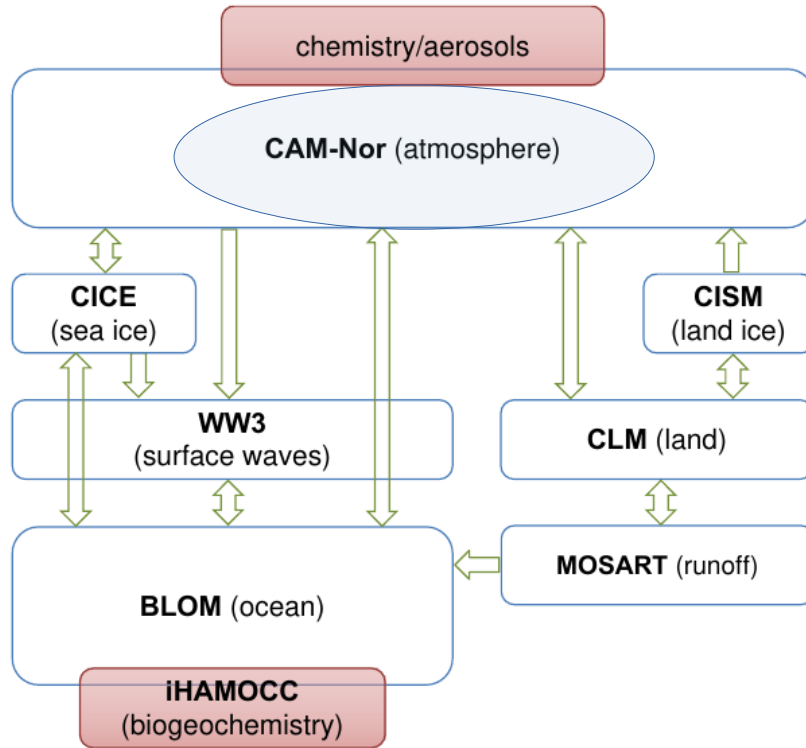 chemistry/aerosols
CAM-Nor (atmosphere)
CICE
(sea ice)
CISM
(land ice)
WW3
(surface waves)
CLM (land)
MOSART (runoff)
BLOM (ocean)
iHAMOCC
(biogeochemistry)